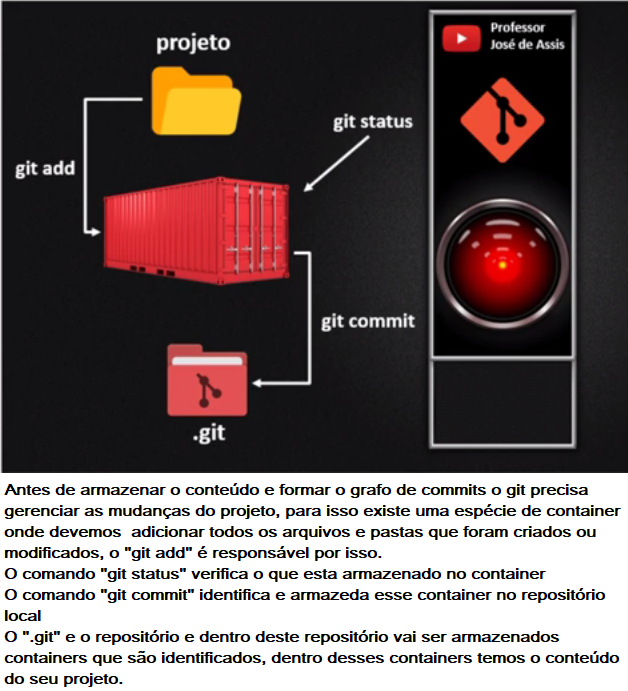 projeto
Professor
José de Assis
git status
git add
git commit
.git
Antes de armazenar o conteúdo e formar o grafo de commits o git precisa
gerenciar as mudanças do projeto, para isso existe uma espécie de container
onde devemos  adicionar todos os arquivos e pastas que foram criados ou
modificados, o "git add" é responsável por isso.
O comando "git status" verifica o que esta armazenado no container
O comando "git commit" identifica e armazeda esse container no repositório
local
O ".git" e o repositório e dentro deste repositório vai ser armazenados
containers que são identificados, dentro desses containers temos o conteúdo
do seu projeto.